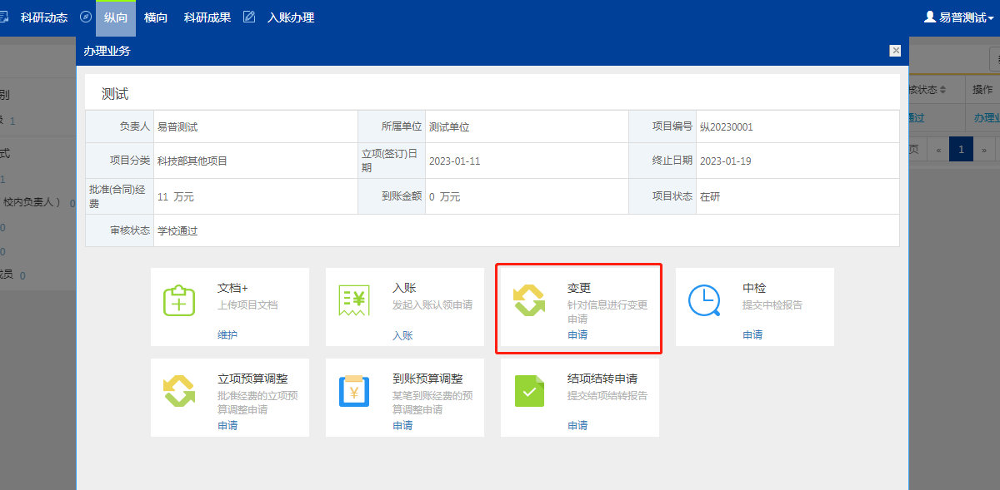 科研动态 纵向 横向 科研成果 入账办理 易普测试
办理业务
测试
负责人 易普测试 所属单位 测试单位 项目编号 纵20230001
项目分类 科技部其他项目 立项(签订)日期 2023-01-11 终止日期 2023-01-19
批准(合同)经费 11 万元 到账金额 0 万元 项目状态 在研
审核状态 学校通过
文档+
上传项目文档
维护
入账
发起入账认领申请
入账
变更
针对信息进行变更
申请
申请
中检
提交中检报告
申请
立项预算调整
批准经费的立项预
算调整申请
申请
到账预算调整
某笔到账经费的预
算调整申请
申请
结项结转申请
提交结项结转报告
申请
别
1
式
1
校内负责人） 0
0
0
成员 0
核状态 操作
通过 办理业
页 « 1 »